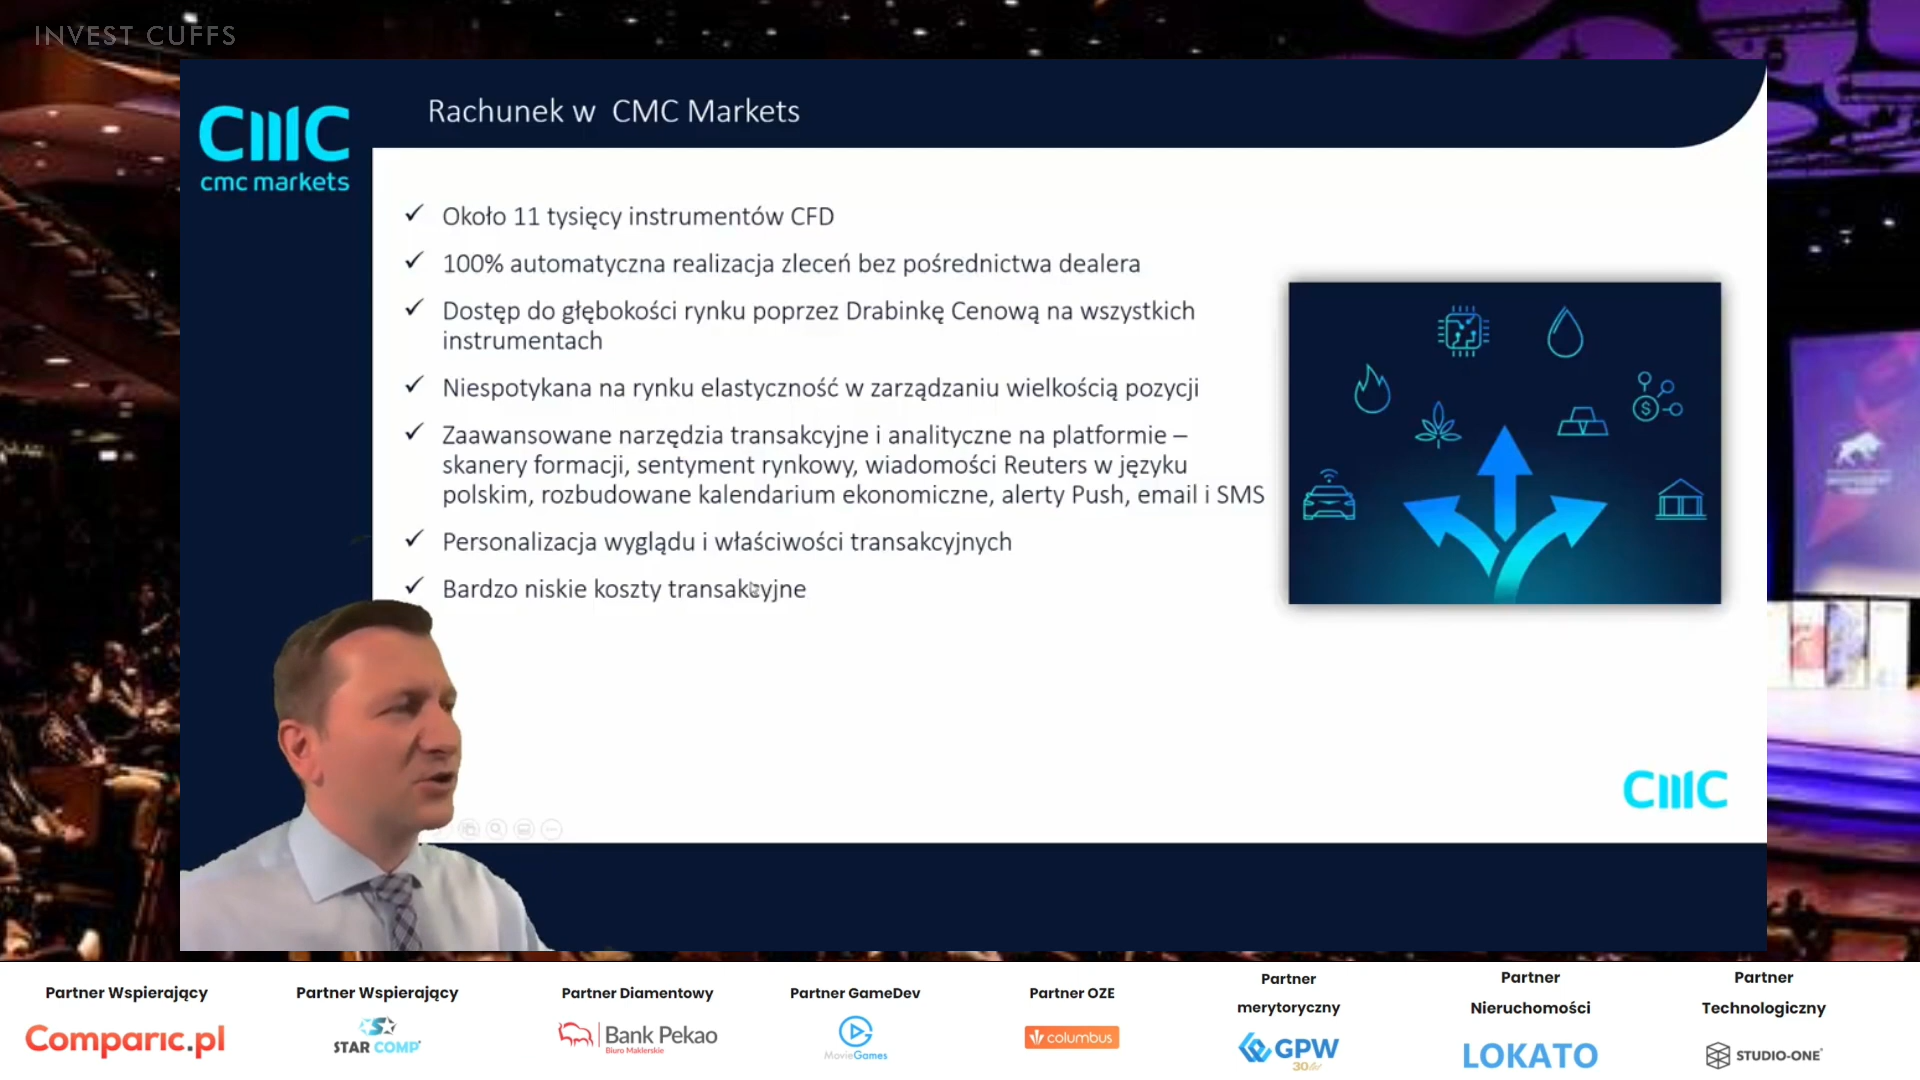 INVEST CUFFS
CMC
cmc markets
Rachunek w CMC Markets
✓ Około 11 tysięcy instrumentów CFD
✓ 100% automatyczna realizacja zleceń bez pośrednictwa dealera
✓ Dostęp do głębokości rynku poprzez Drabinkę Cenową na wszystkich
instrumentach
✓ Niespotykana na rynku elastyczność w zarządzaniu wielkością pozycji
✓ Zaawansowane narzędzia transakcyjne i analityczne na platformie –
skanery formacji, sentyment rynkowy, wiadomości Reuters w języku
polskim, rozbudowane kalendarium ekonomiczne, alerty Push, email i SMS
✓ Personalizacja wyglądu i właściwości transakcyjnych
✓ Bardzo niskie koszty transakcyjne
$
CMC
Partner Wspierający
Comparic.pl
Partner Wspierający
STAR COMP
Partner Diamentowy
Bank Pekao
Biuro Maklerskie
Partner GameDev
MovieGames
Partner OZE
columbus
Partner
merytoryczny
GPW
30 lat
Partner
Nieruchomości
LOKATO
Partner
Technologiczny
STUDIO-ONE